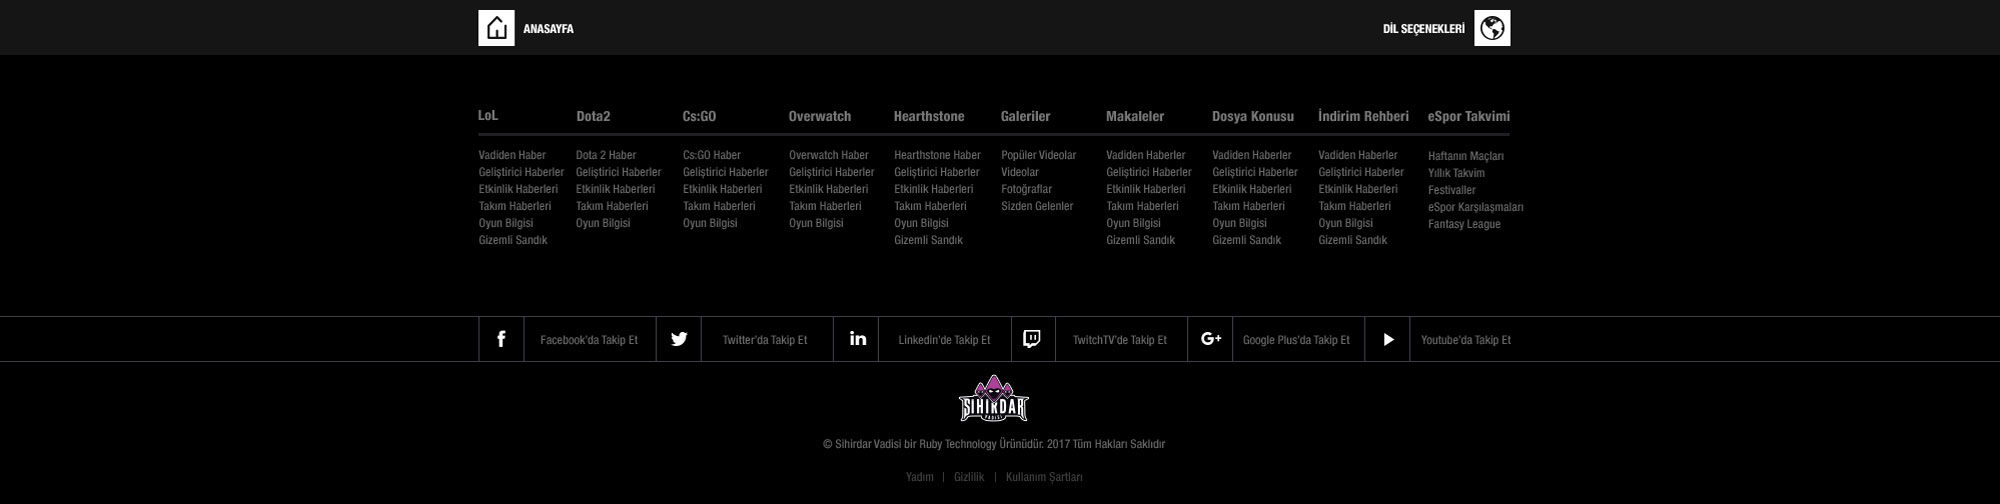 ANASAYFA
DİL SEÇENEKLERİ
LoL
Vadiden Haber
Geliştirici Haberler
Etkinlik Haberleri
Takım Haberleri
Oyun Bilgisi
Gizemli Sandık
Dota2
Dota 2 Haber
Geliştirici Haberler
Etkinlik Haberleri
Takım Haberleri
Oyun Bilgisi
Cs:GO
Cs:GO Haber
Geliştirici Haberler
Etkinlik Haberleri
Takım Haberleri
Oyun Bilgisi
Overwatch
Overwatch Haber
Geliştirici Haberler
Etkinlik Haberleri
Takım Haberleri
Oyun Bilgisi
Hearthstone
Hearthstone Haber
Geliştirici Haberler
Etkinlik Haberleri
Takım Haberleri
Oyun Bilgisi
Gizemli Sandık
Galeriler
Popüler Videolar
Videolar
Fotoğraflar
Sizden Gelenler
Makaleler
Vadiden Haberler
Geliştirici Haberler
Etkinlik Haberleri
Takım Haberleri
Oyun Bilgisi
Gizemli Sandık
Dosya Konusu
Vadiden Haberler
Geliştirici Haberler
Etkinlik Haberleri
Takım Haberleri
Oyun Bilgisi
Gizemli Sandık
İndirim Rehberi
Vadiden Haberler
Geliştirici Haberler
Etkinlik Haberleri
Takım Haberleri
Oyun Bilgisi
Gizemli Sandık
eSpor Takvimi
Haftanın Maçları
Yıllık Takvim
Festivaller
eSpor Karşılaşmaları
Fantasy League
Facebook'da Takip Et
Twitter'da Takip Et
in
Linkedin'de Takip Et
TwitchTV'de Takip Et
G+
Google Plus'da Takip Et
Youtube'da Takip Et
SIHIRDAR
VADISI
© Sihirdar Vadisi bir Ruby Technology Ürünüdür. 2017 Tüm Hakları Saklıdır
Yadım | Gizlilik | Kullanım Şartları